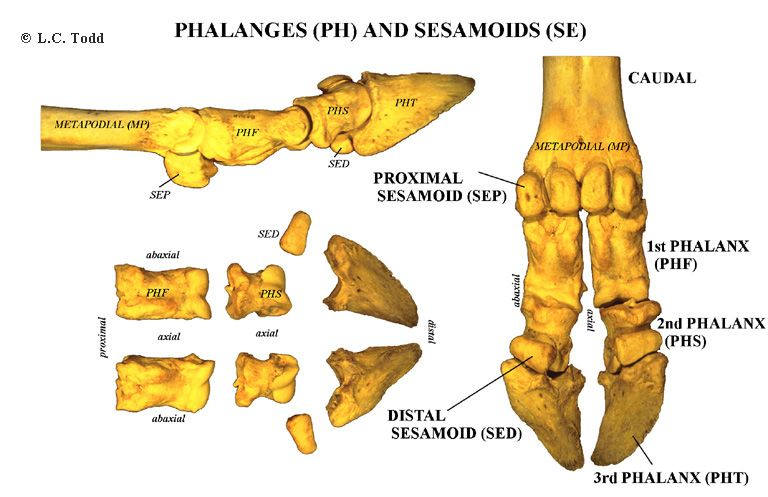 PHALANGES (PH) AND SESAMOIDS (SE)
© L.C. Todd
METAPODIAL (MP)
PHF
PHS
PHT
SEP
SED
CAUDAL
METAPODIAL (MP)
PROXIMAL
SESAMOID (SEP)
1st PHALANX
(PHF)
abaxial
axial
2nd PHALANX
(PHS)
DISTAL
SESAMOID (SED)
3rd PHALANX (PHT)
SED
abaxial
PHF
PHS
proximal
axial
axial
distal
abaxial
abaxial